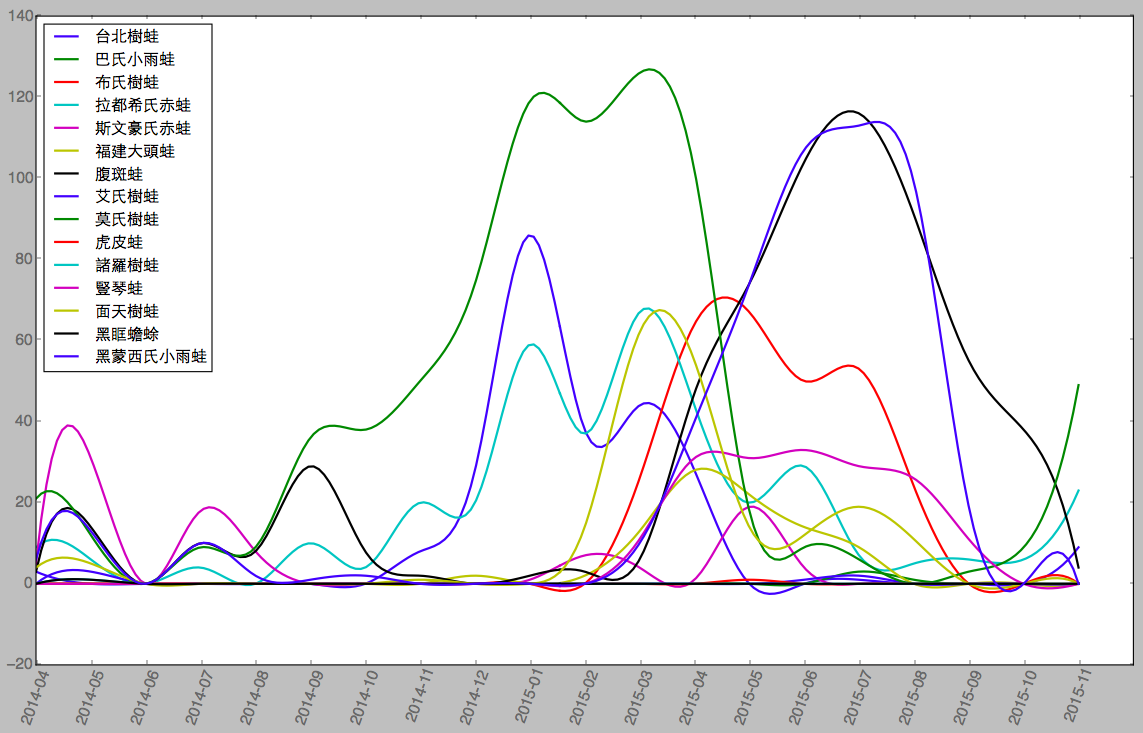 140
120
100
80
60
40
20
0
−20
台北樹蛙
巴氏小雨蛙
布氏樹蛙
拉都希氏赤蛙
斯文豪氏赤蛙
福建大頭蛙
腹斑蛙
艾氏樹蛙
莫氏樹蛙
虎皮蛙
諸羅樹蛙
豎琴蛙
面天樹蛙
黑眶蟾蜍
黑蒙西氏小雨蛙
2014-04
2014-05
2014-06
2014-07
2014-08
2014-09
2014-10
2014-11
2014-12
2015-01
2015-02
2015-03
2015-04
2015-05
2015-06
2015-07
2015-08
2015-09
2015-10
2015-11